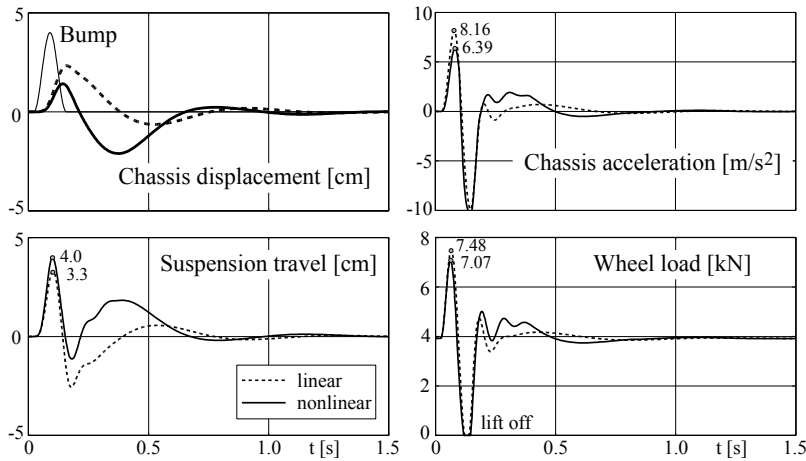 5
Bump
0
Chassis displacement [cm]
-5
10
8.16
6.39
5
0
-5
Chassis acceleration [m/s²]
-10
5
4.0
3.3
Suspension travel [cm]
0
linear
nonlinear
-5
0 0.5 1.0 t [s] 1.5
8
7.48
7.07
Wheel load [kN]
6
4
2
lift off
0
0 0.5 1.0 t [s] 1.5